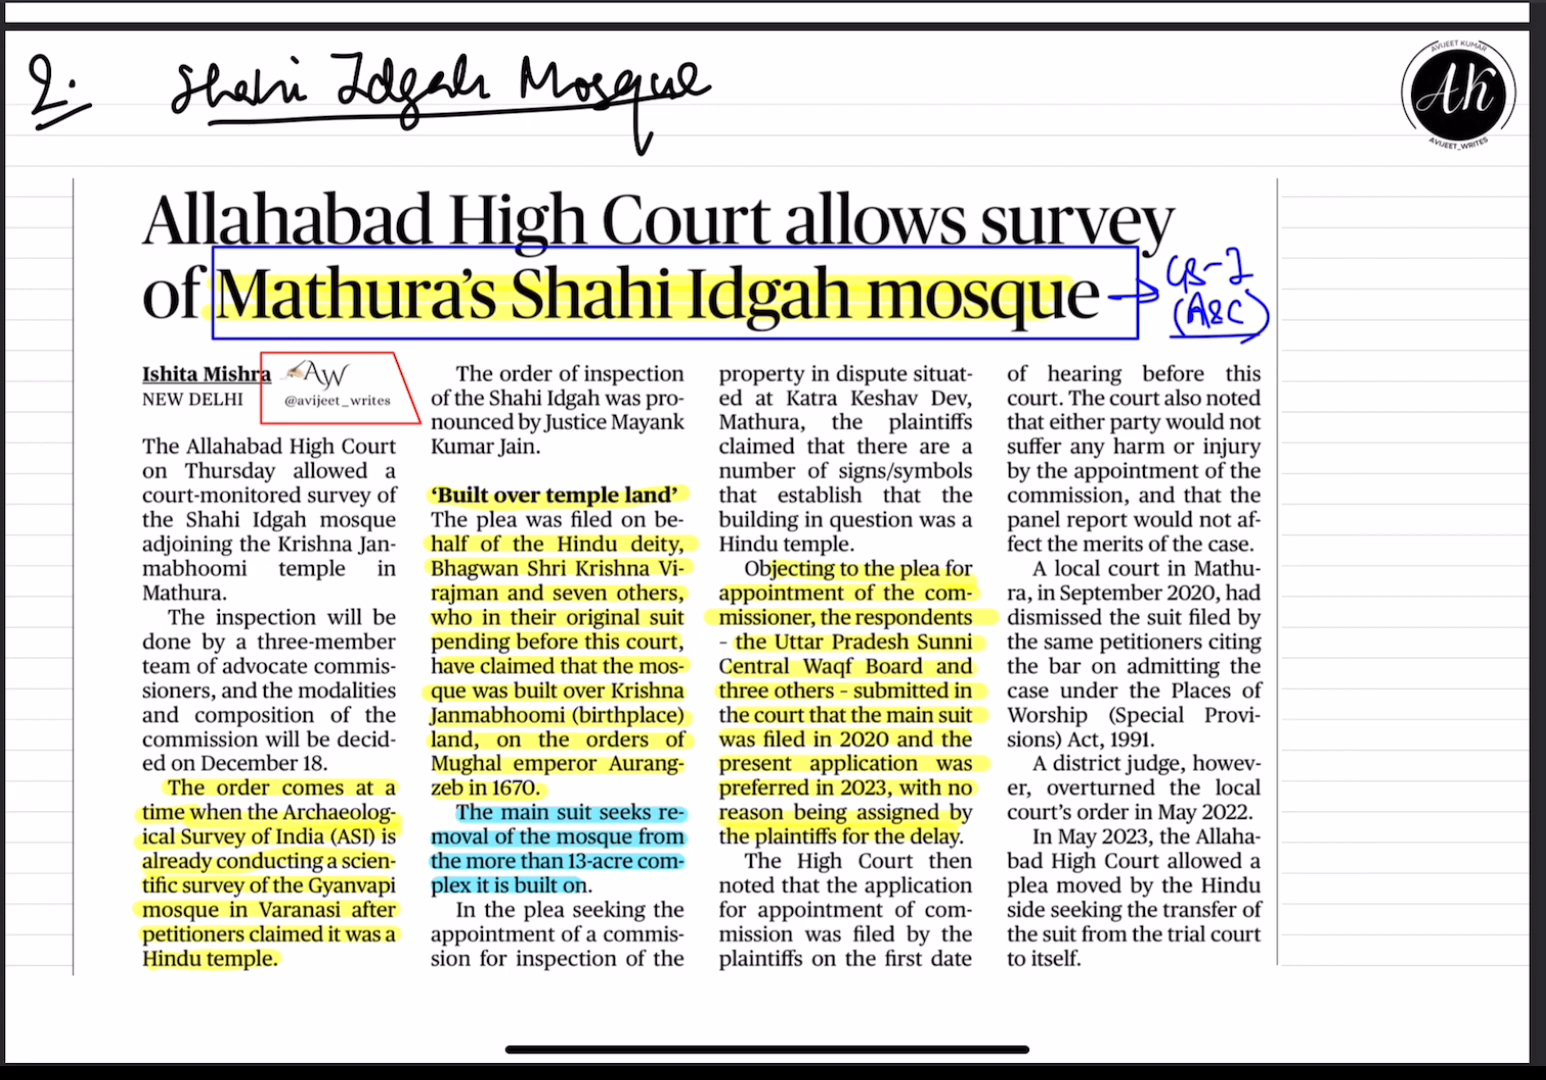 2. Shahi Idgah Mosque
AVIJEET KUMAR
AK
AVIJEET_WRITES
Allahabad High Court allows survey
of Mathura's Shahi Idgah mosque
GS-I
(A&C)
Ishita Mishra
NEW DELHI
AW
@avijeet_writes
The Allahabad High Court
on Thursday allowed a
court-monitored survey of
the Shahi Idgah mosque
adjoining the Krishna Jan-
mabhoomi temple in
Mathura.
The inspection will be
done by a three-member
team of advocate commis-
sioners, and the modalities
and composition of the
commission will be decid-
ed on December 18.
The order comes at a
time when the Archaeolog-
ical Survey of India (ASI) is
already conducting a scien-
tific survey of the Gyanvapi
mosque in Varanasi after
petitioners claimed it was a
Hindu temple.
The order of inspection
of the Shahi Idgah was pro-
nounced by Justice Mayank
Kumar Jain.
'Built over temple land'
The plea was filed on be-
half of the Hindu deity,
Bhagwan Shri Krishna Vi-
rajman and seven others,
who in their original suit
pending before this court,
have claimed that the mos-
que was built over Krishna
Janmabhoomi (birthplace)
land, on the orders of
Mughal emperor Aurang-
zeb in 1670.
The main suit seeks re-
moval of the mosque from
the more than 13-acre com-
plex it is built on.
In the plea seeking the
appointment of a commis-
sion for inspection of the
property in dispute situat-
ed at Katra Keshav Dev,
Mathura, the plaintiffs
claimed that there are a
number of signs/symbols
that establish that the
building in question was a
Hindu temple.
Objecting to the plea for
appointment of the com-
missioner, the respondents
– the Uttar Pradesh Sunni
Central Waqf Board and
three others – submitted in
the court that the main suit
was filed in 2020 and the
present application was
preferred in 2023, with no
reason being assigned by
the plaintiffs for the delay.
The High Court then
noted that the application
for appointment of com-
mission was filed by the
plaintiffs on the first date
of hearing before this
court. The court also noted
that either party would not
suffer any harm or injury
by the appointment of the
commission, and that the
panel report would not af-
fect the merits of the case.
A local court in Mathu-
ra, in September 2020, had
dismissed the suit filed by
the same petitioners citing
the bar on admitting the
case under the Places of
Worship (Special Provi-
sions) Act, 1991.
A district judge, howev-
er, overturned the local
court's order in May 2022.
In May 2023, the Allaha-
bad High Court allowed a
plea moved by the Hindu
side seeking the transfer of
the suit from the trial court
to itself.